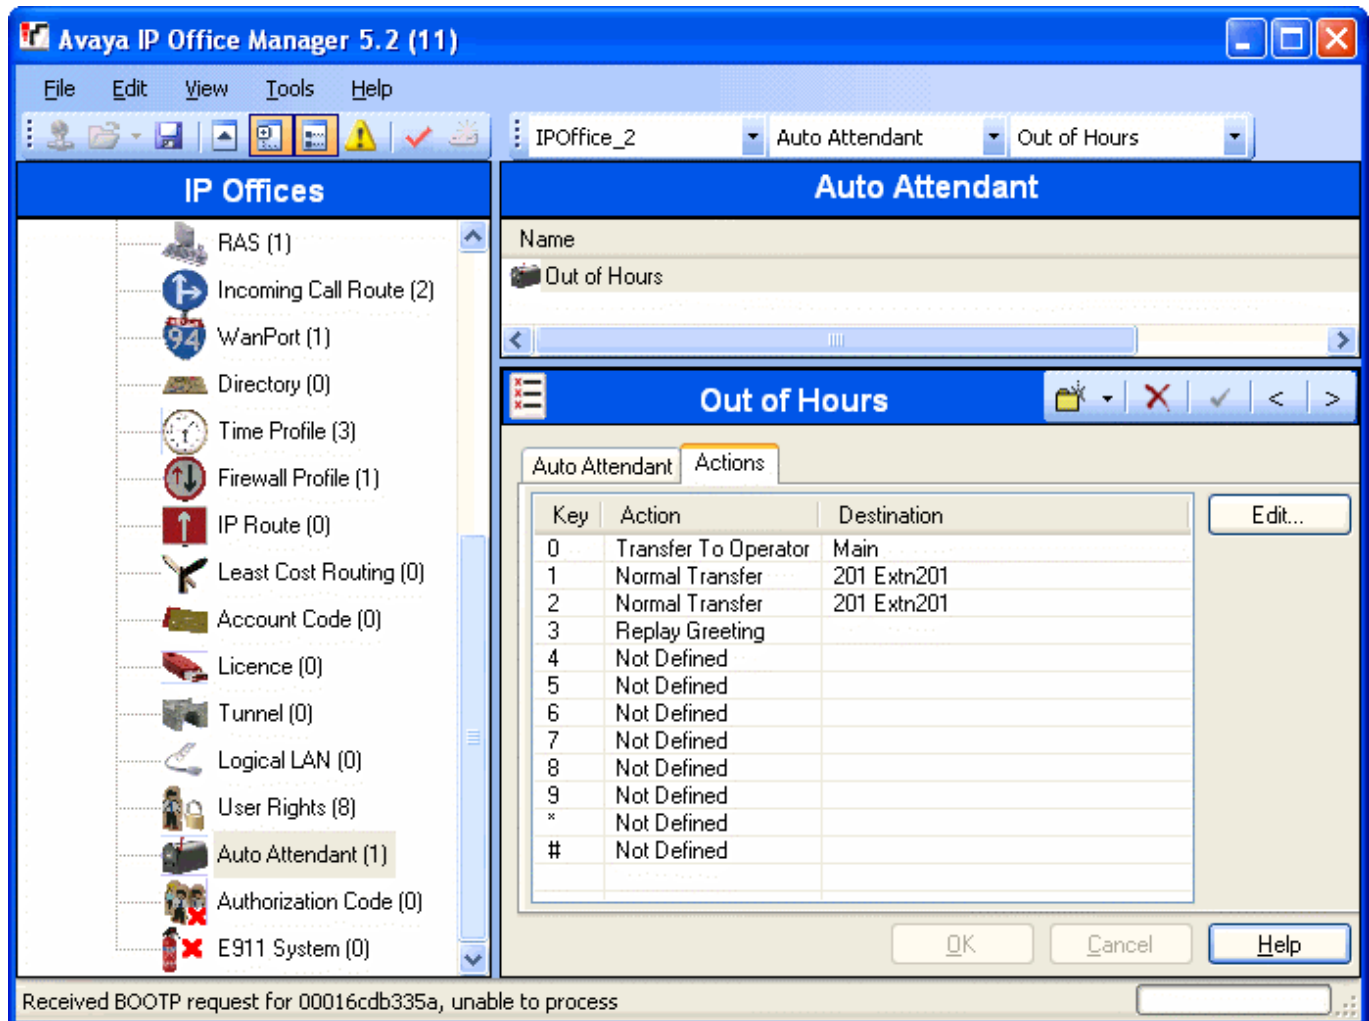 Avaya IP Office Manager 5.2 (11)
File Edit View Tools Help
IPOffice_2 Auto Attendant Out of Hours
IP Offices
RAS (1)
Incoming Call Route (2)
94 WanPort (1)
Directory (0)
Time Profile (3)
Firewall Profile (1)
IP Route (0)
Least Cost Routing (0)
Account Code (0)
Licence (0)
Tunnel (0)
Logical LAN (0)
User Rights (8)
Auto Attendant (1)
Authorization Code (0)
E911 System (0)
Auto Attendant
Name
Out of Hours
Out of Hours
< >
Auto Attendant Actions
Key Action Destination
0 Transfer To Operator Main
1 Normal Transfer 201 Extn201
2 Normal Transfer 201 Extn201
3 Replay Greeting
4 Not Defined
5 Not Defined
6 Not Defined
7 Not Defined
8 Not Defined
9 Not Defined
* Not Defined
# Not Defined
Edit...
OK Cancel Help
Received BOOTP request for 00016cdb335a, unable to process